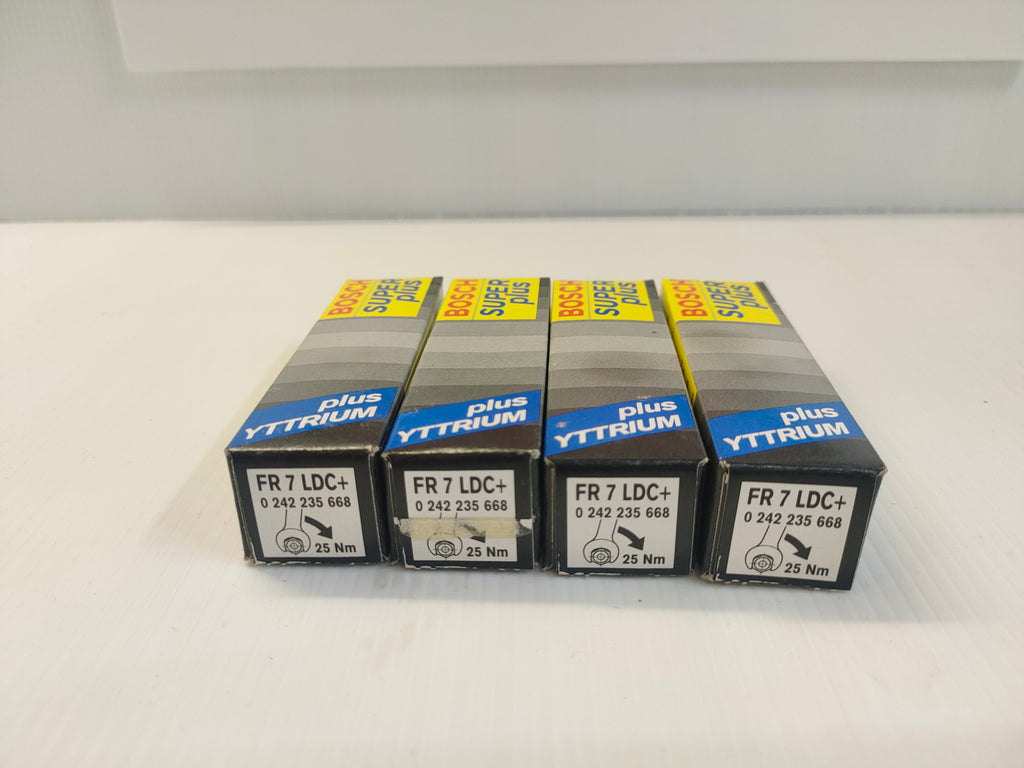 BOSCH
SUPER
plus
plus
YTTRIUM
FR 7 LDC+
0 242 235 668
25 Nm
BOSCH
SUPER
plus
plus
YTTRIUM
FR 7 LDC+
0 242 235 668
25 Nm
BOSCH
SUPER
plus
plus
YTTRIUM
FR 7 LDC+
0 242 235 668
25 Nm
BOSCH
SUPER
plus
plus
YTTRIUM
FR 7 LDC+
0 242 235 668
25 Nm